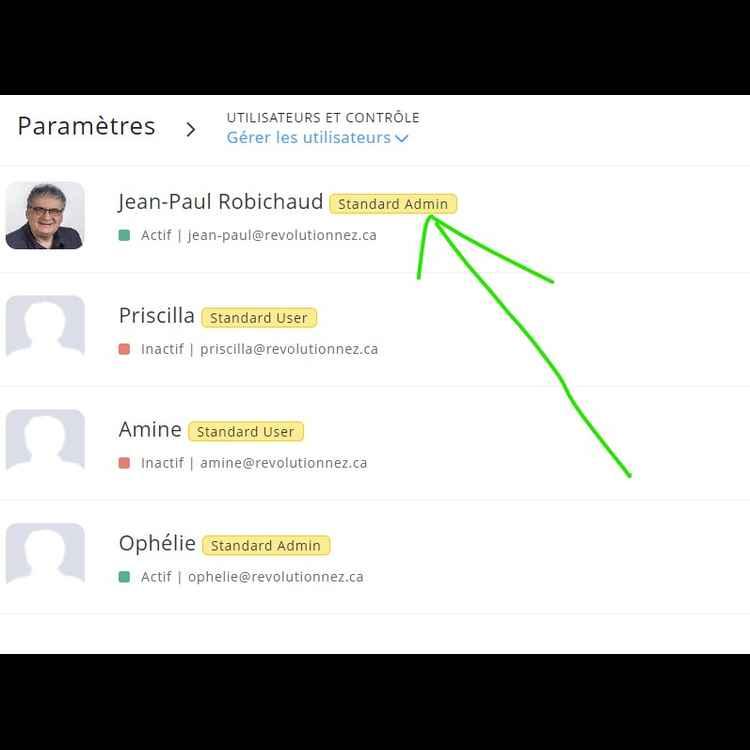 Paramètres
UTILISATEURS ET CONTRÔLE
Gérer les utilisateurs
Jean-Paul Robichaud Standard Admin
Actif | jean-paul@revolutionnez.ca
Priscilla Standard User
Inactif | priscilla@revolutionnez.ca
Amine Standard User
Inactif | amine@revolutionnez.ca
Ophélie Standard Admin
Actif | ophelie@revolutionnez.ca